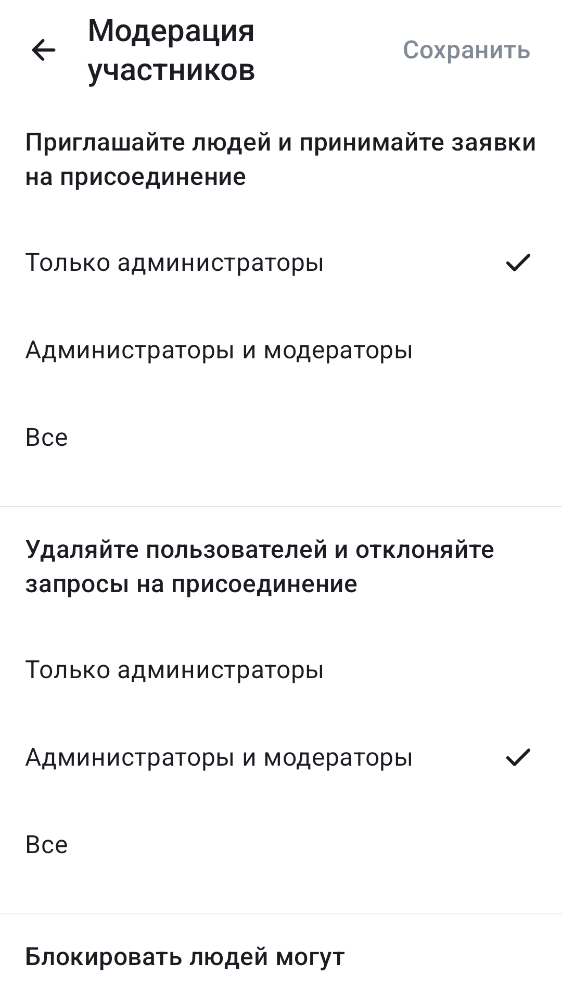 Модерация
участников
Сохранить
Приглашайте людей и принимайте заявки
на присоединение
Только администраторы
Администраторы и модераторы
Все
Удаляйте пользователей и отклоняйте
запросы на присоединение
Только администраторы
Администраторы и модераторы
Все
Блокировать людей могут